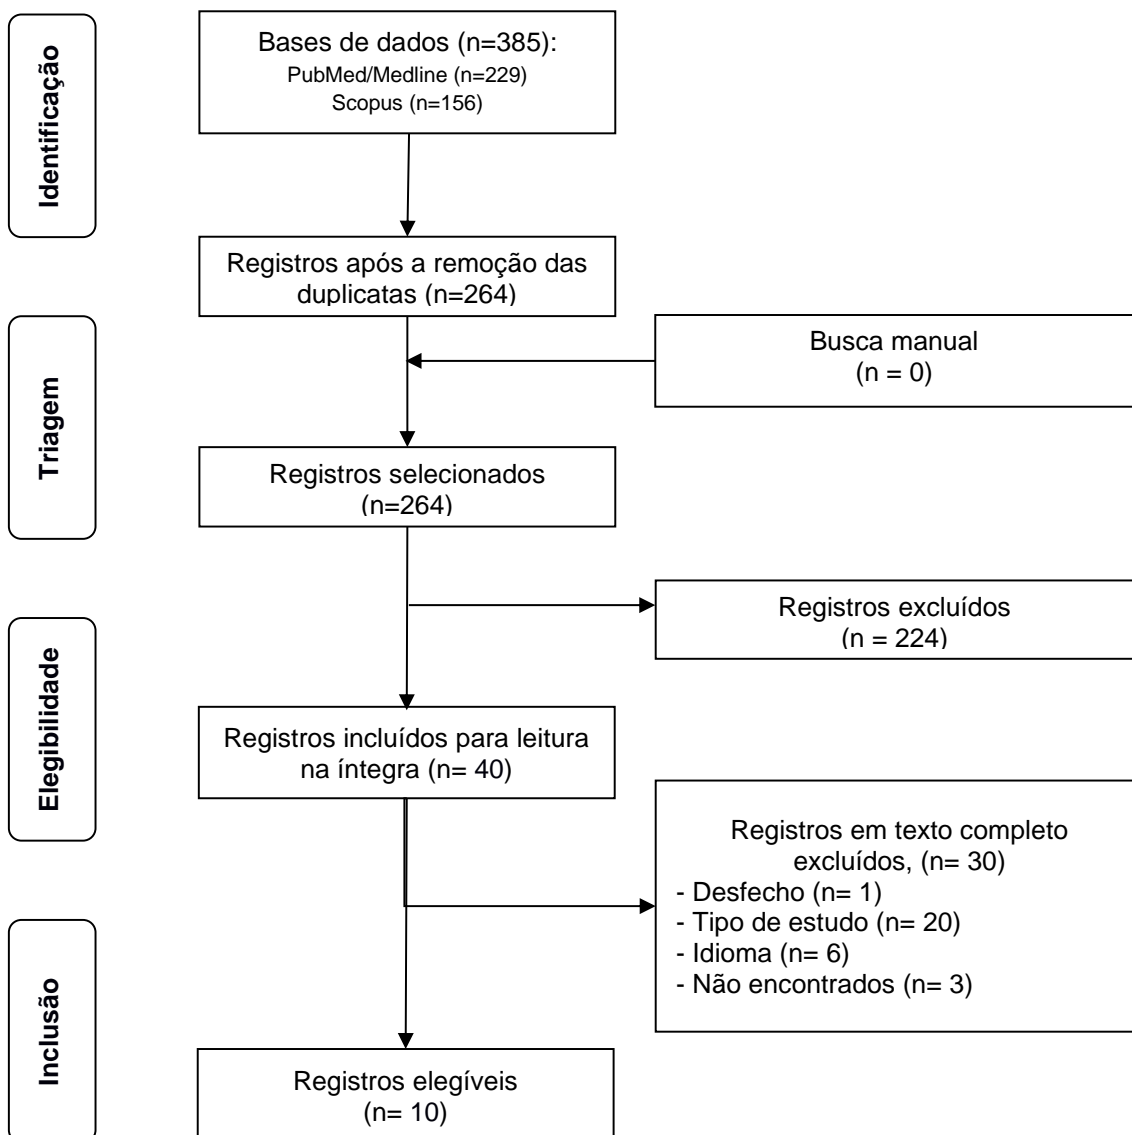 Identificação
Bases de dados (n=385):
PubMed/Medline (n=229)
Scopus (n=156)
Registros após a remoção das
duplicatas (n=264)
Triagem
Busca manual
(n = 0)
Registros selecionados
(n=264)
Registros excluídos
(n = 224)
Elegibilidade
Registros incluídos para leitura
na íntegra (n= 40)
Registros em texto completo
excluídos, (n= 30)
- Desfecho (n= 1)
- Tipo de estudo (n= 20)
- Idioma (n= 6)
- Não encontrados (n= 3)
Inclusão
Registros elegíveis
(n= 10)